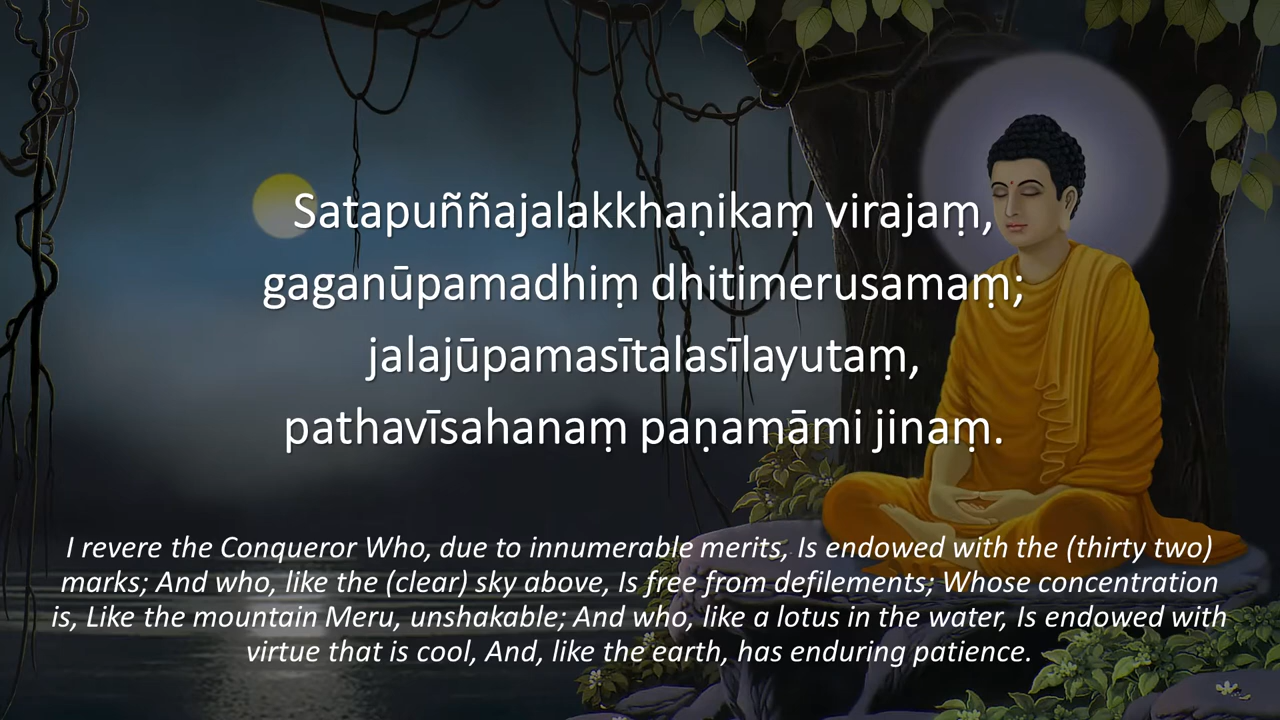 Satapuññajalakkhaṇikaṃ virajaṃ,
gaganūpamadhiṃ dhitimerusamaṃ;
jalajūpamasītalasīlayutaṃ,
pathavīsahanaṃ paṇamāmi jinaṃ.
I revere the Conqueror Who, due to innumerable merits, Is endowed with the (thirty two)
marks; And who, like the (clear) sky above, Is free from defilements; Whose concentration
is, Like the mountain Meru, unshakable; And who, like a lotus in the water, Is endowed with
virtue that is cool, And, like the earth, has enduring patience.